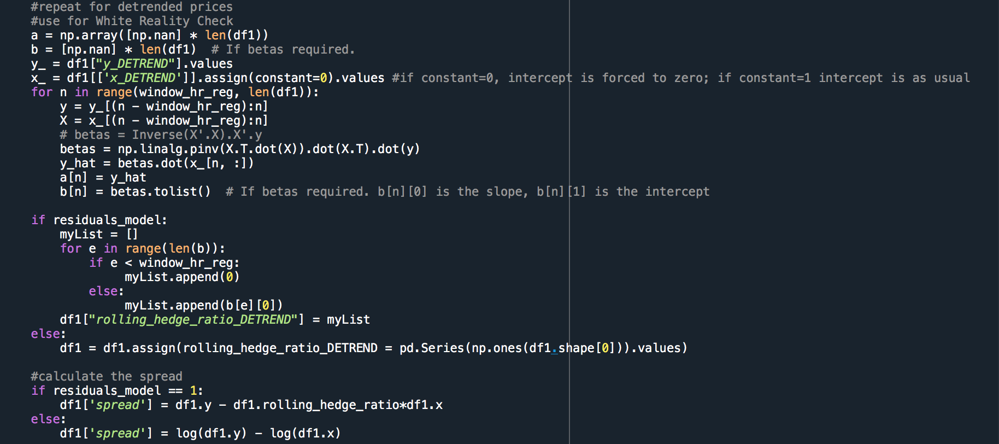 #repeat for detrended prices
#use for White Reality Check
a = np.array([np.nan] * len(df1))
b = [np.nan] * len(df1)  # If betas required.
y_ = df1["y_DETREND"].values
x_ = df1[['x_DETREND']].assign(constant=0).values #if constant=0, intercept is forced to zero; if constant=1 intercept is as usual
for n in range(window_hr_reg, len(df1)):
    y = y_[(n - window_hr_reg):n]
    X = x_[(n - window_hr_reg):n]
    # betas = Inverse(X'.X).X'.y
    betas = np.linalg.pinv(X.T.dot(X)).dot(X.T).dot(y)
    y_hat = betas.dot(x_[n, :])
    a[n] = y_hat
    b[n] = betas.tolist()  # If betas required. b[n][0] is the slope, b[n][1] is the intercept

if residuals_model:
    myList = []
    for e in range(len(b)):
        if e < window_hr_reg:
             myList.append(0)
        else:
             myList.append(b[e][0])
    df1["rolling_hedge_ratio_DETREND"] = myList
else:
    df1 = df1.assign(rolling_hedge_ratio_DETREND = pd.Series(np.ones(df1.shape[0])).values)

#calculate the spread
if residuals_model == 1:
    df1['spread'] = df1.y - df1.rolling_hedge_ratio*df1.x
else:
    df1['spread'] = log(df1.y) - log(df1.x)